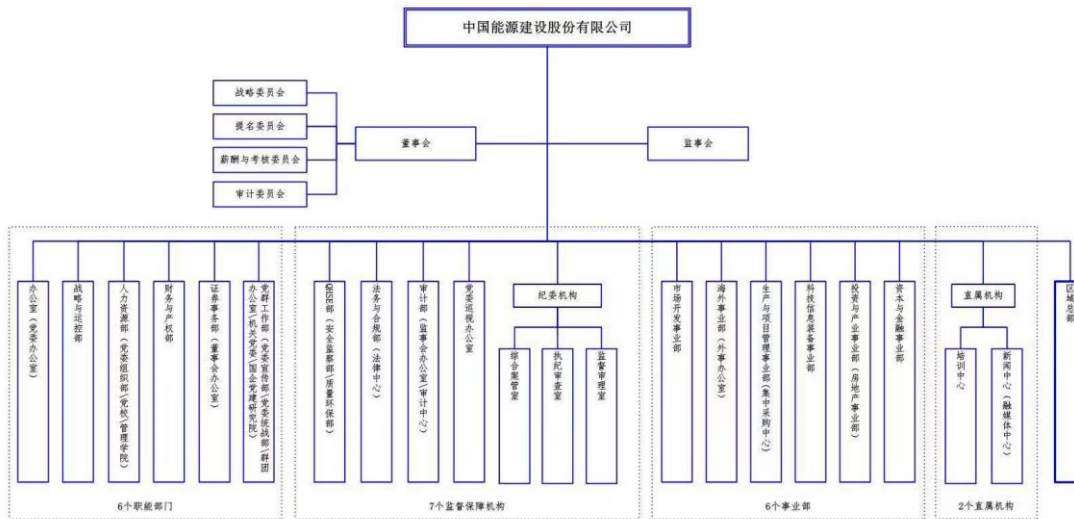 中国能源建设股份有限公司
战略委员会
提名委员会
薪酬与考核委员会
审计委员会
董事会
监事会
办公室（党委办公室）
战略与运控部
人力资源部（党委组织部/党校/管理学院）
财务与产权部
证券事务部（董事会办公室）
党群工作部（党委宣传部/党委统战部/群团
办公室/机关党委/国企党建研究院）
6个职能部门
QHSE部（安全监察部/质量环保部）
法务与合规部（法律中心）
审计部（监事会办公室/审计中心）
党委巡视办公室
纪委机构
综合案管室
执纪审查室
监督审理室
7个监督保障机构
市场开发事业部
海外事业部（外事办公室）
生产与项目管理事业部（集中采购中心）
科技信息装备事业部
投资与产业事业部（房地产事业部）
资本与金融事业部
6个事业部
直属机构
培训中心
新闻中心（融媒体中心）
2个直属机构
区域总部